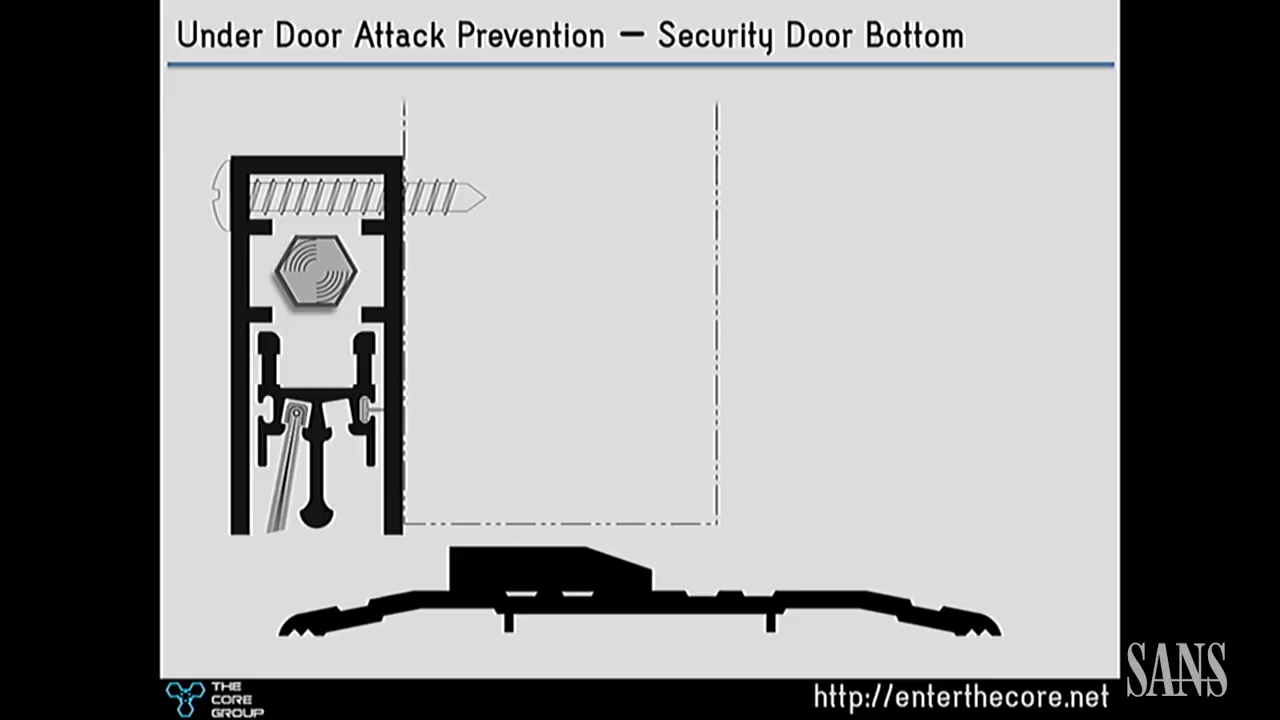 Under Door Attack Prevention – Security Door Bottom
THE
CORE
GROUP
http://enterthecore.net
SANS